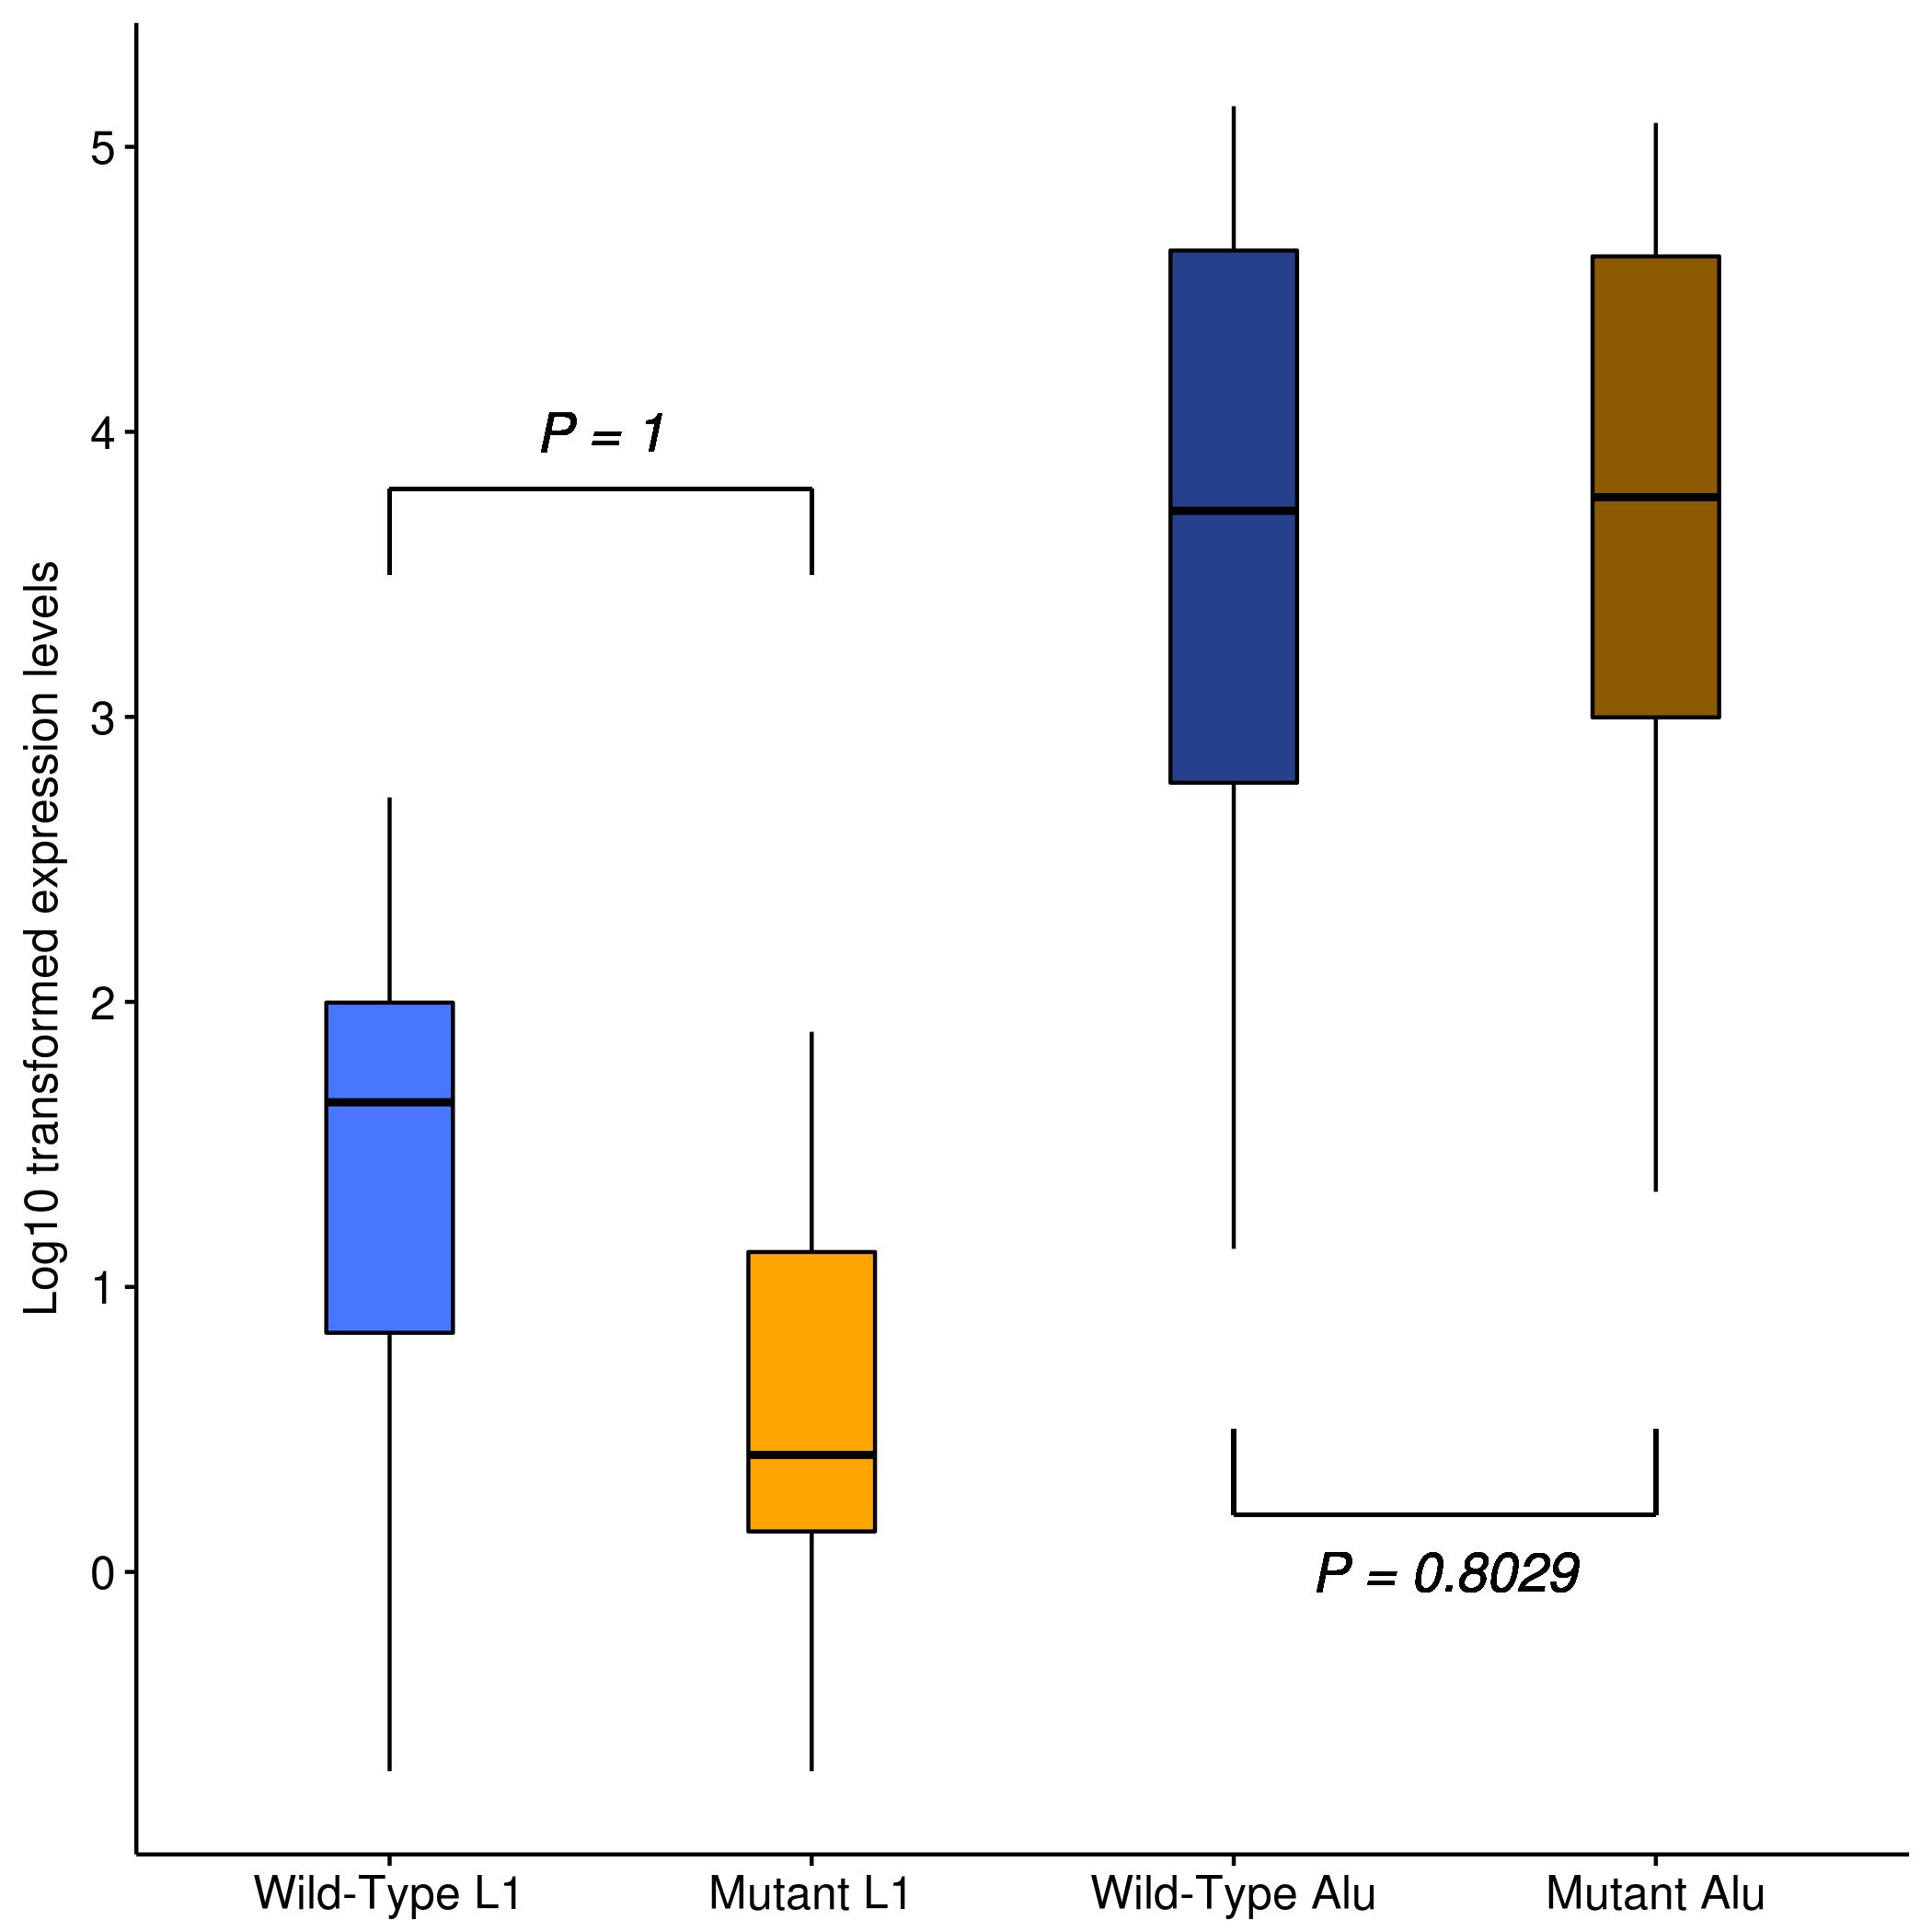 Log10 transformed expression levels
5
4
3
2
1
0
P = 1
P = 0.8029
Wild-Type L1
Mutant L1
Wild-Type Alu
Mutant Alu